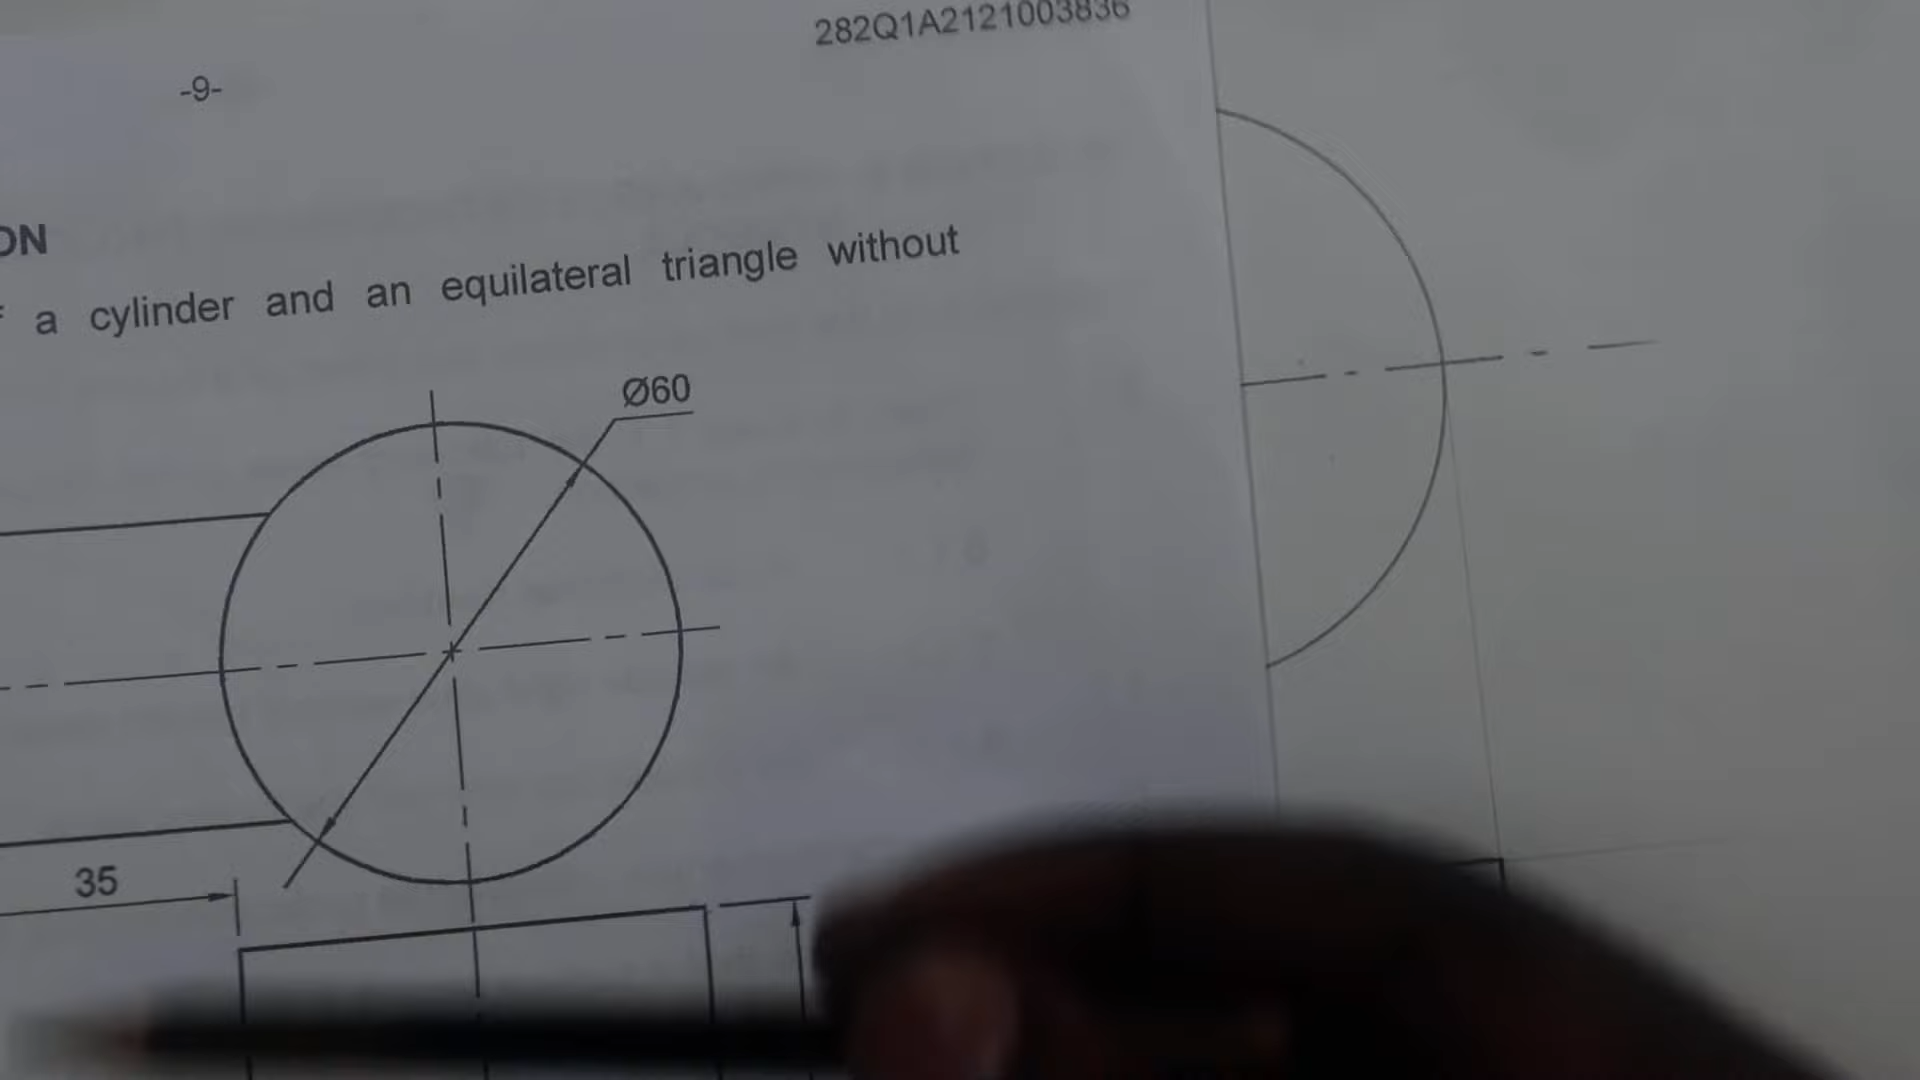 282Q1A2121003836
-9-
ON
a cylinder and an equilateral triangle without
Ø60
35